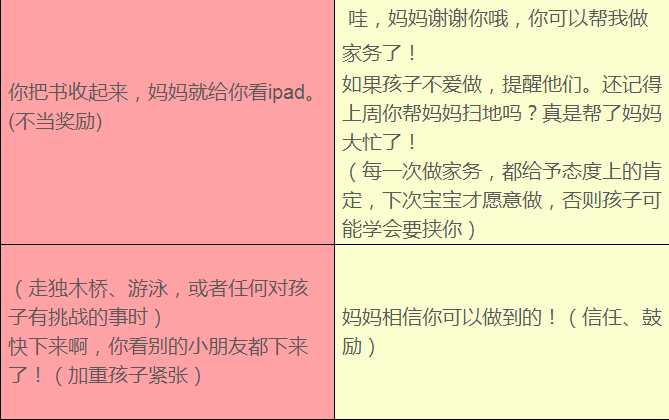 你把书收起来，妈妈就给你看ipad。
(不当奖励)
哇，妈妈谢谢你哦，你可以帮我做
家务了！
如果孩子不爱做，提醒他们。还记得
上周你帮妈妈扫地吗？真是帮了妈妈
大忙了！
（每一次做家务，都给予态度上的肯
定，下次宝宝才愿意做，否则孩子可
能学会要挟你）
（走独木桥、游泳，或者任何对孩
子有挑战的事时）
快下来啊，你看别的小朋友都下来
了！（加重孩子紧张）
妈妈相信你可以做到的！（信任、鼓
励）